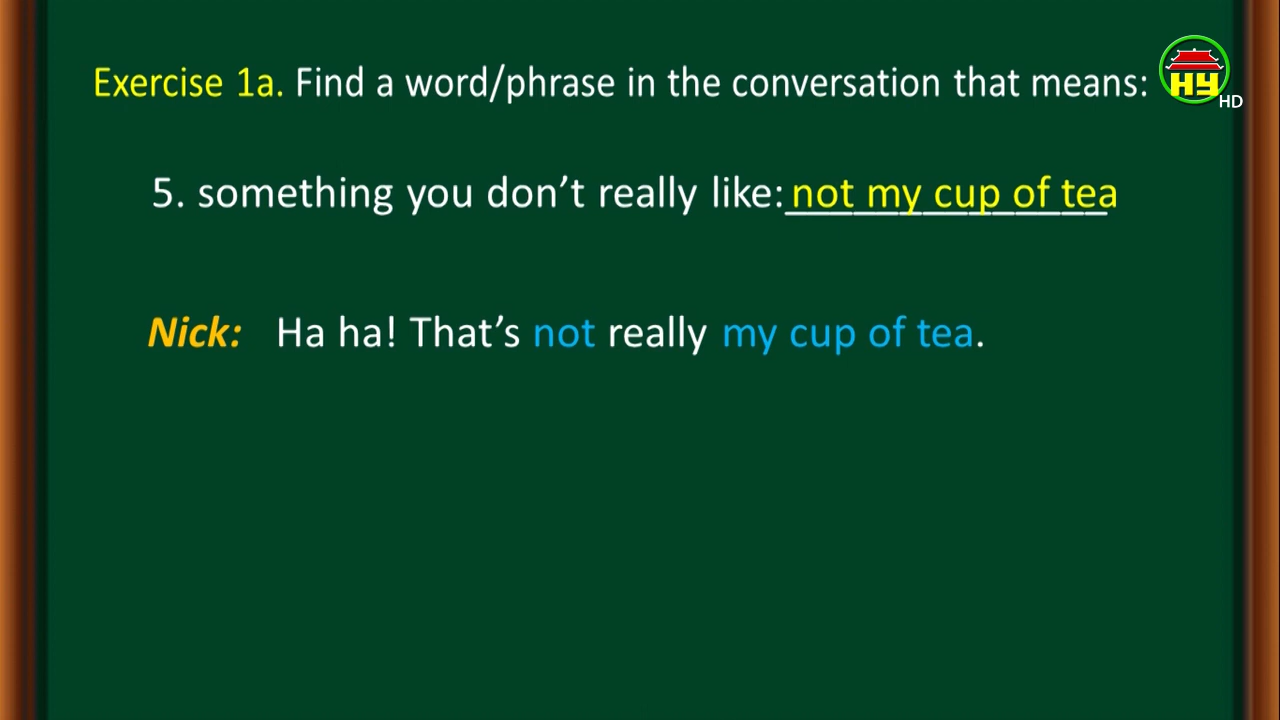 Exercise 1a. Find a word/phrase in the conversation that means:
HY
HD
5. something you don’t really like: not my cup of tea
Nick: Ha ha! That’s not really my cup of tea.